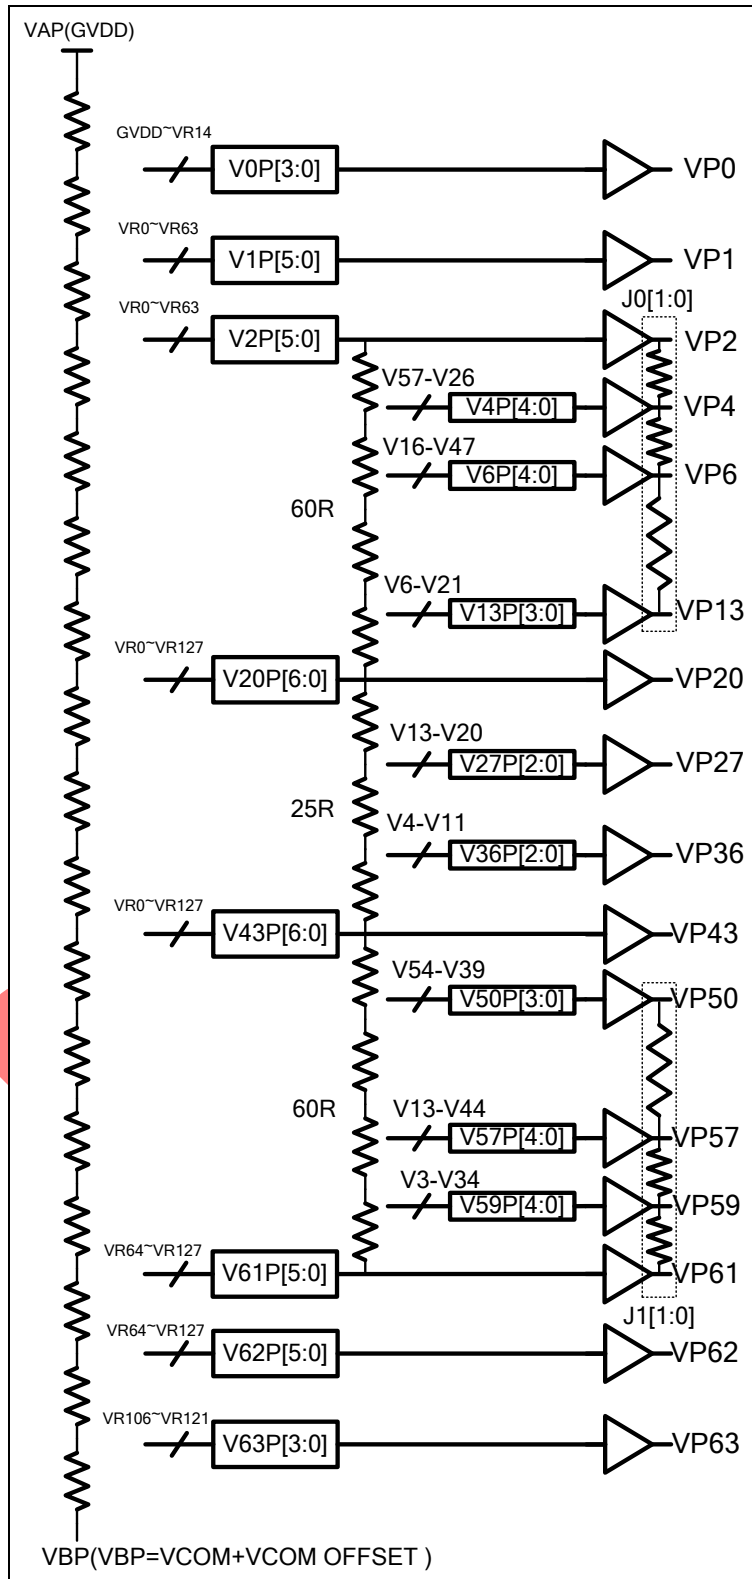 VAP(GVDD)
GVDD~VR14
V0P[3:0]
VP0
VR0~VR63
V1P[5:0]
VP1
J0[1:0]
VR0~VR63
V2P[5:0]
VP2
V57-V26
V4P[4:0]
VP4
V16-V47
V6P[4:0]
VP6
60R
V6-V21
V13P[3:0]
VP13
VR0~VR127
V20P[6:0]
VP20
V13-V20
V27P[2:0]
VP27
25R
V4-V11
V36P[2:0]
VP36
VR0~VR127
V43P[6:0]
VP43
V54-V39
V50P[3:0]
VP50
60R
V13-V44
V57P[4:0]
VP57
V3-V34
V59P[4:0]
VP59
VR64~VR127
V61P[5:0]
VP61
J1[1:0]
VR64~VR127
V62P[5:0]
VP62
VR106~VR121
V63P[3:0]
VP63
VBP(VBP=VCOM+VCOM OFFSET )